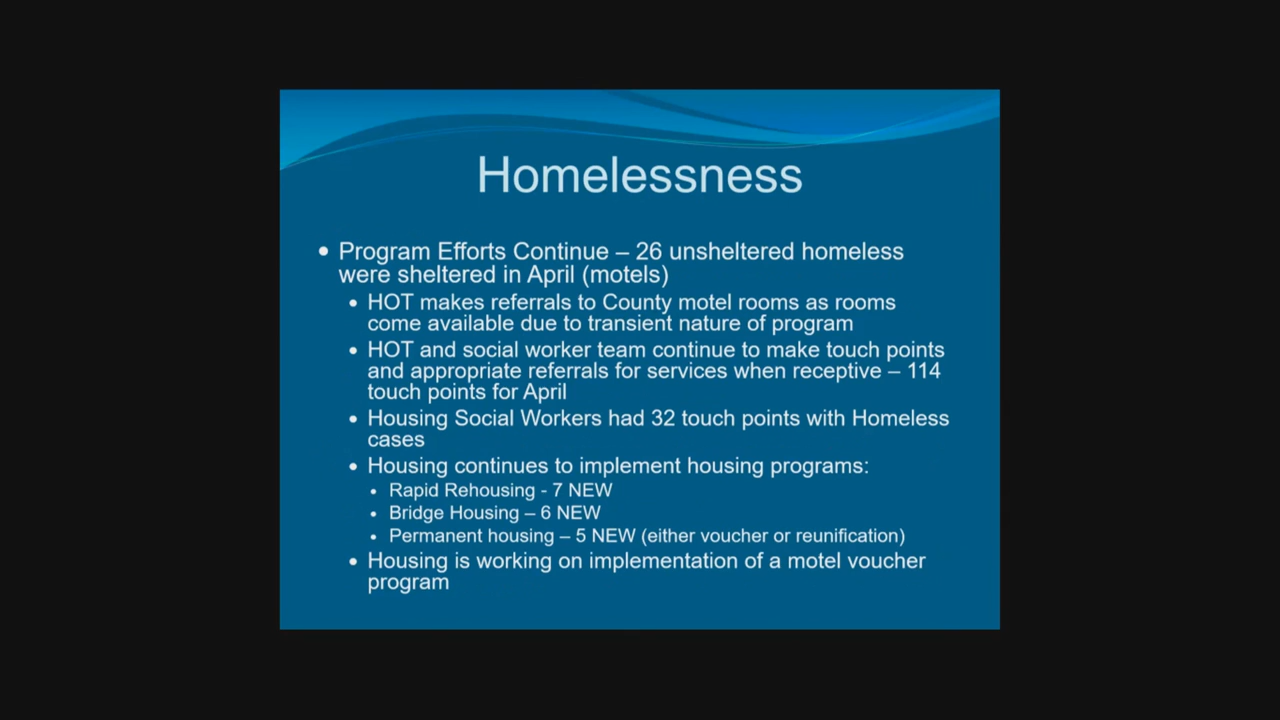 Homelessness
• Program Efforts Continue – 26 unsheltered homeless
were sheltered in April (motels)
• HOT makes referrals to County motel rooms as rooms
come available due to transient nature of program
• HOT and social worker team continue to make touch points
and appropriate referrals for services when receptive – 114
touch points for April
• Housing Social Workers had 32 touch points with Homeless
cases
• Housing continues to implement housing programs:
• Rapid Rehousing - 7 NEW
• Bridge Housing – 6 NEW
• Permanent housing – 5 NEW (either voucher or reunification)
• Housing is working on implementation of a motel voucher
program